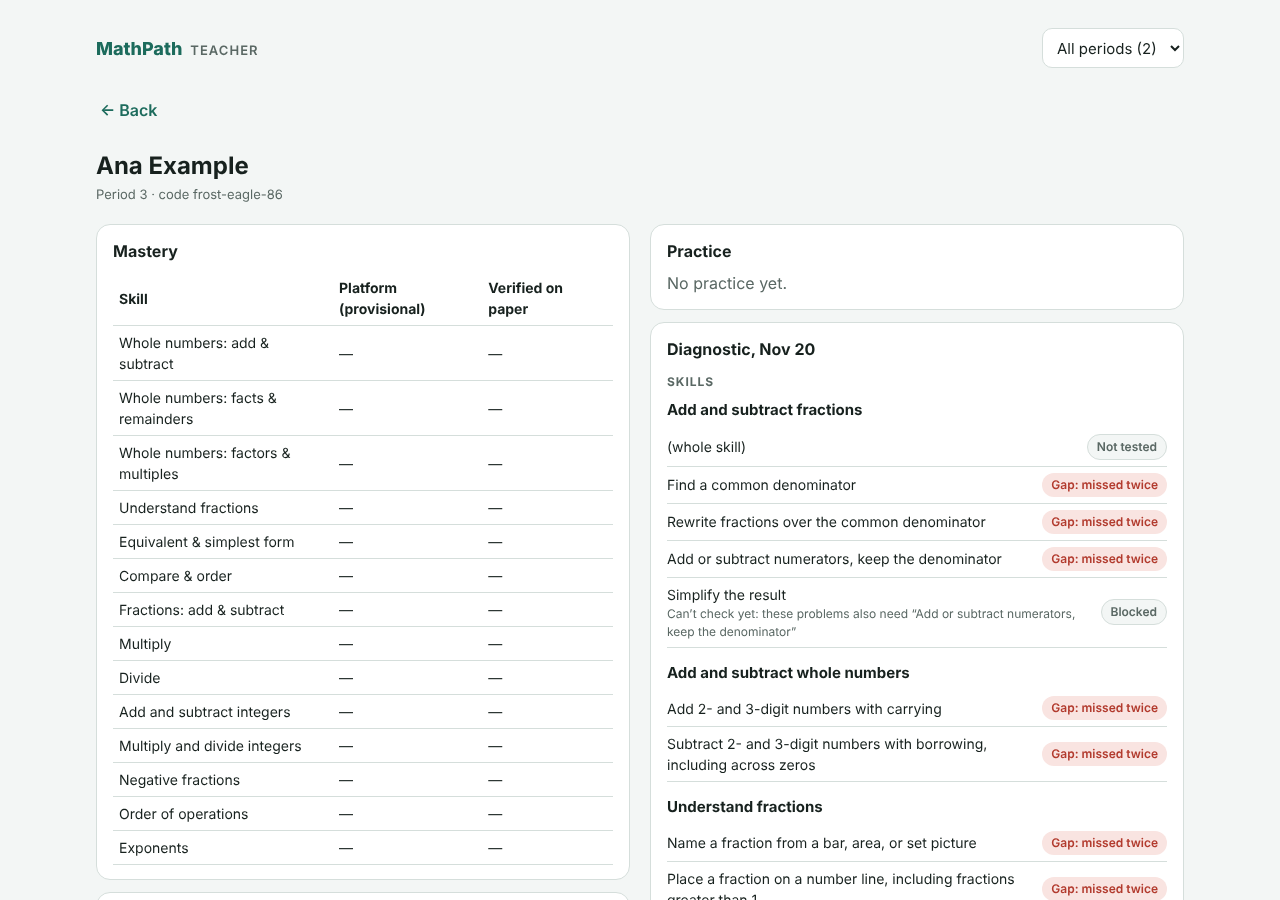 MathPath TEACHER
All periods (2)
← Back
Ana Example
Period 3 · code frost-eagle-86
Mastery
Skill
Platform
(provisional)
Verified on
paper
Whole numbers: add &
subtract
—
—
Whole numbers: facts &
remainders
—
—
Whole numbers: factors &
multiples
—
—
Understand fractions — —
Equivalent & simplest form — —
Compare & order — —
Fractions: add & subtract — —
Multiply — —
Divide — —
Add and subtract integers — —
Multiply and divide integers — —
Negative fractions — —
Order of operations — —
Exponents — —
Practice
No practice yet.
Diagnostic, Nov 20
SKILLS
Add and subtract fractions
(whole skill) Not tested
Find a common denominator Gap: missed twice
Rewrite fractions over the common denominator Gap: missed twice
Add or subtract numerators, keep the denominator Gap: missed twice
Simplify the result
Can’t check yet: these problems also need “Add or subtract numerators,
keep the denominator”
Blocked
Add and subtract whole numbers
Add 2- and 3-digit numbers with carrying Gap: missed twice
Subtract 2- and 3-digit numbers with borrowing,
including across zeros
Gap: missed twice
Understand fractions
Name a fraction from a bar, area, or set picture Gap: missed twice
Place a fraction on a number line, including fractions
greater than 1
Gap: missed twice